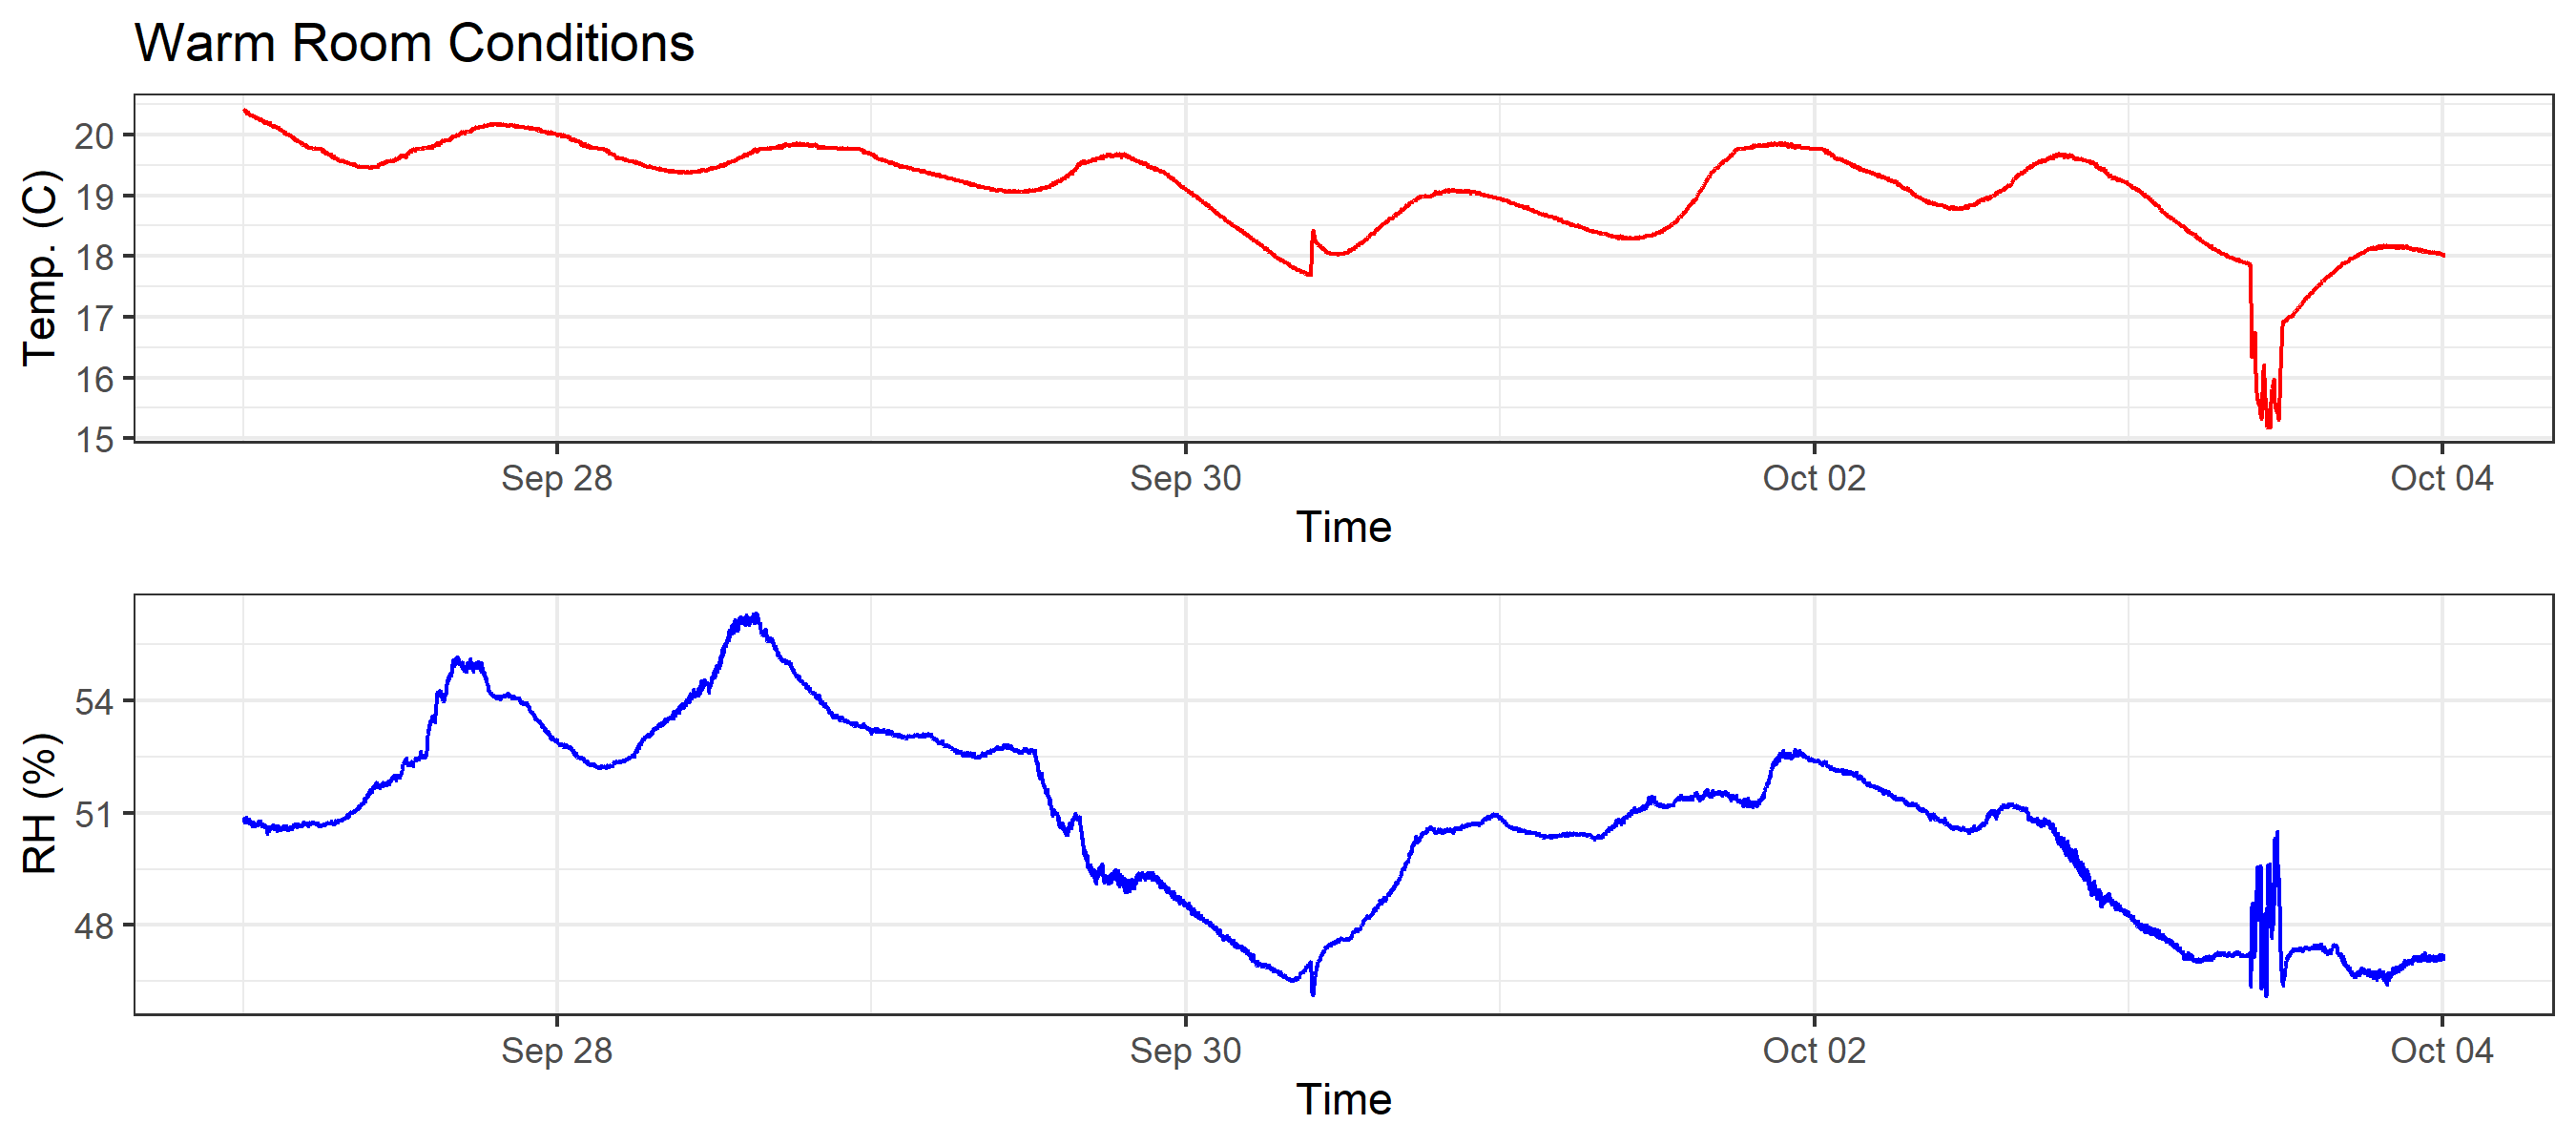 Warm Room Conditions
Temp. (C)
20
19
18
17
16
15
Sep 28 Sep 30 Oct 02 Oct 04
Time
RH (%)
54
51
48
Sep 28 Sep 30 Oct 02 Oct 04
Time